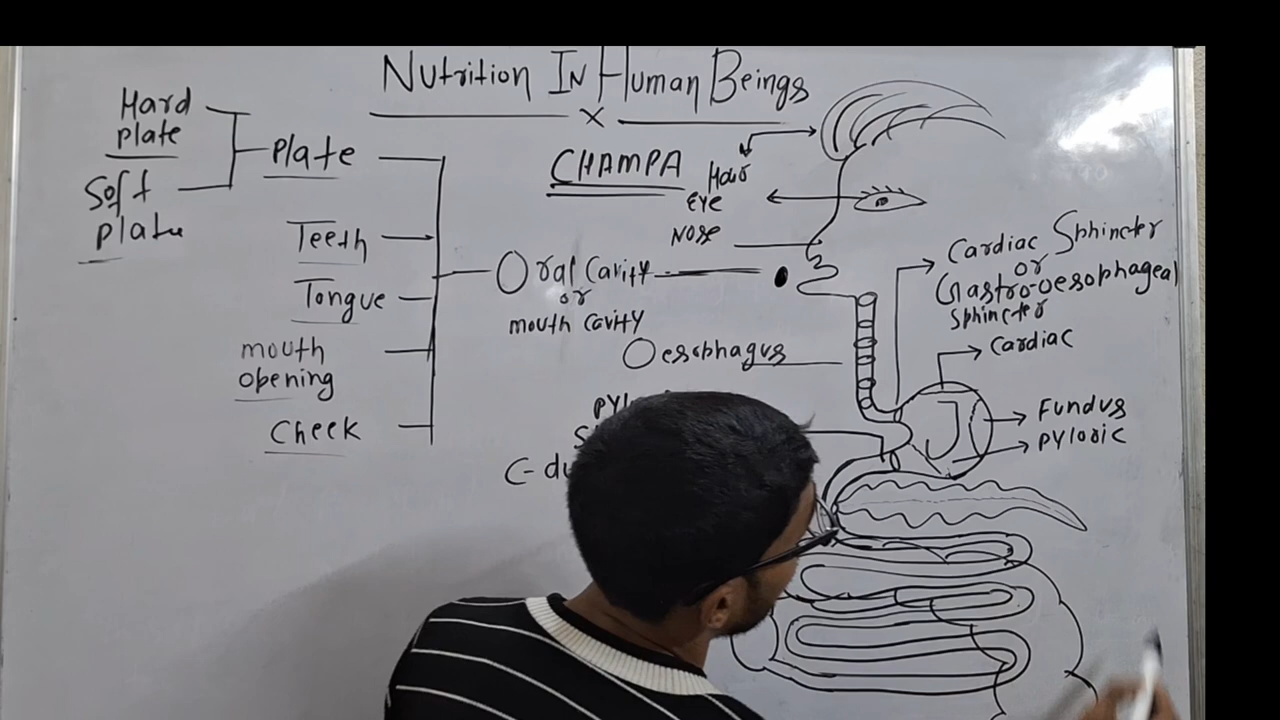 Nutrition In Human Beings
x
Hard
plate
Plate
Soft
plate
Teeth
Tongue
mouth
opening
Cheek
CHAMPA
Hair
EYE
Nose
Oral Cavity
or
mouth cavity
Oesophagus
C-du
Cardiac Sphincter
or
Gastro-oesophageal
Sphincter
Cardiac
Fundus
Pyloric
J